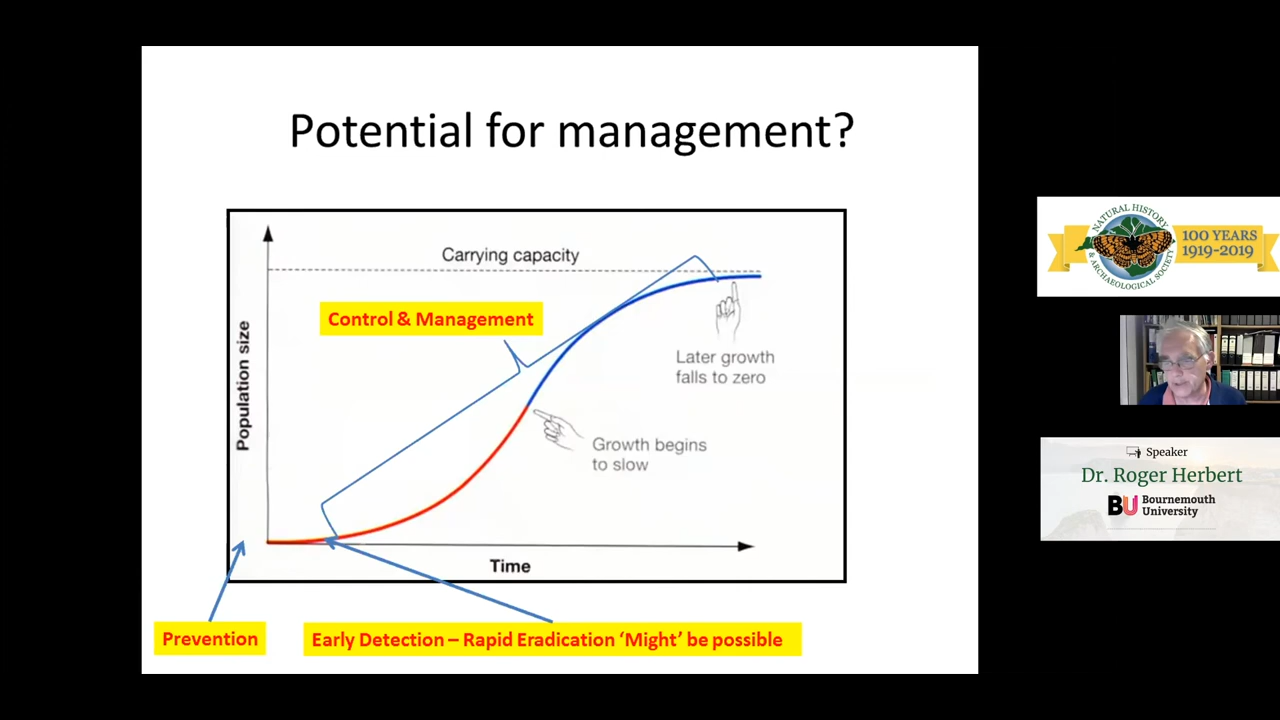 Potential for management?
Carrying capacity
Control & Management
Population size
Later growth
falls to zero
Growth begins
to slow
Time
Prevention
Early Detection – Rapid Eradication ‘Might’ be possible
NATURAL HISTORY
& ARCHAEOLOGICAL SOCIETY
100 YEARS
1919-2019
Speaker
Dr. Roger Herbert
BU
Bournemouth
University